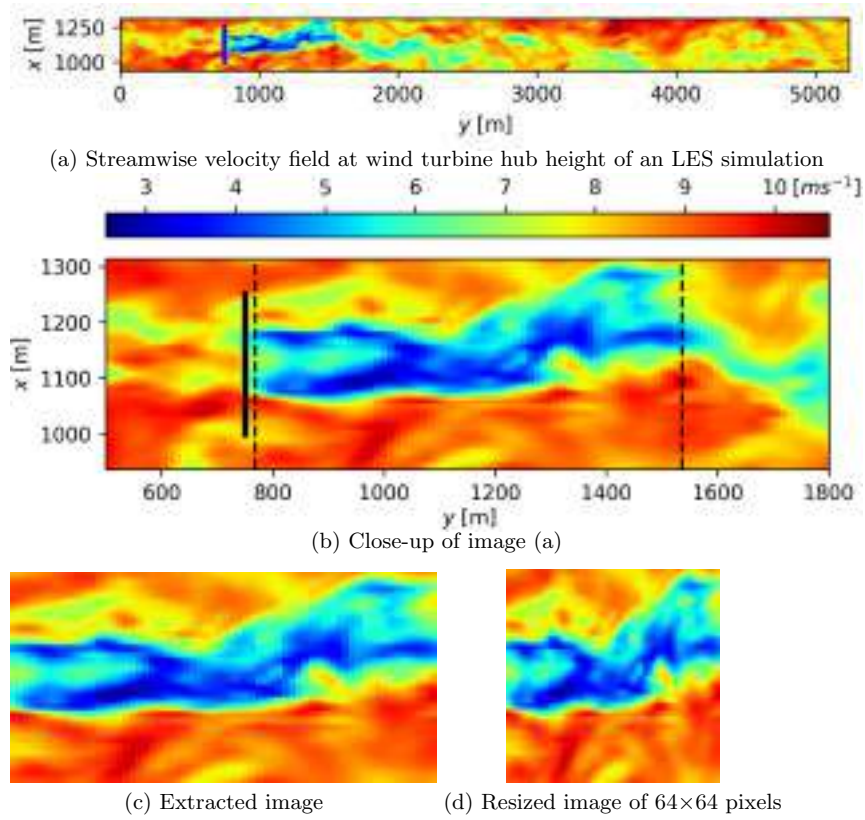 1250
1000
x [m]
0 1000 2000 3000 4000 5000
y [m]
(a) Streamwise velocity field at wind turbine hub height of an LES simulation
3 4 5 6 7 8 9 10 [ms⁻¹]
1300
1200
1100
1000
x [m]
600 800 1000 1200 1400 1600 1800
y [m]
(b) Close-up of image (a)
(c) Extracted image (d) Resized image of 64×64 pixels